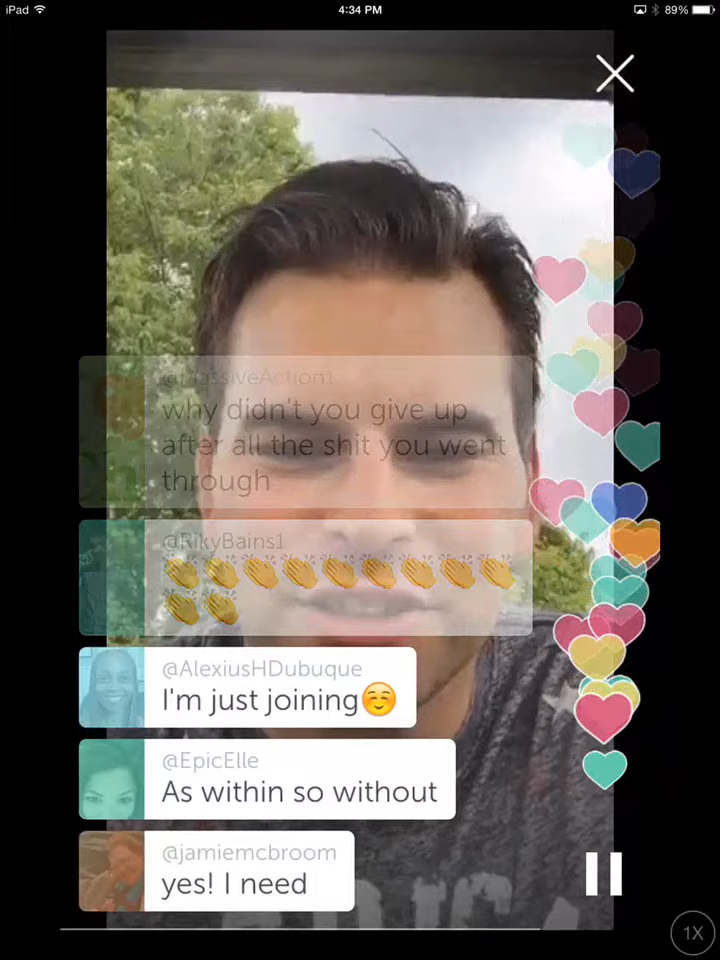 iPad 4:34 PM 89%
@MassiveAction1
why didn't you give up
after all the shit you went
through
@RikyBains1
👏👏👏👏👏👏👏👏👏
👏👏
@AlexiusHDubuque
I'm just joining☺️
@EpicElle
As within so without
@jamiemcbroom
yes! I need
1X